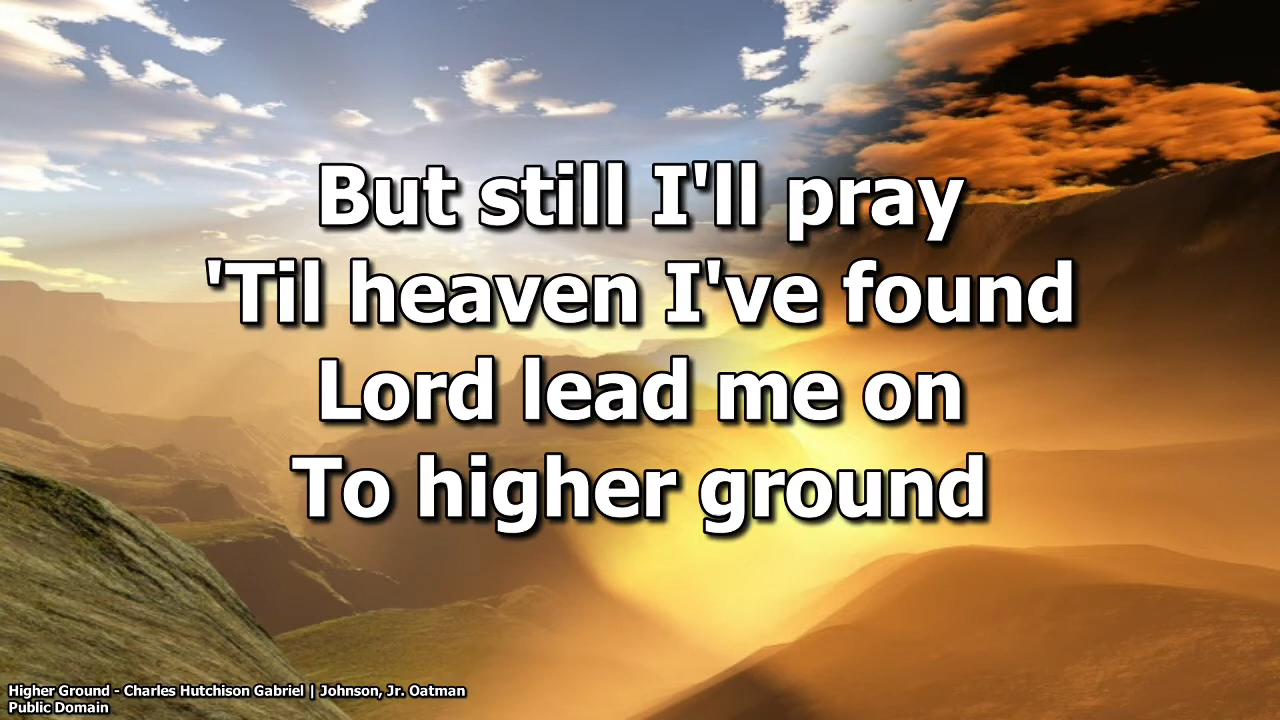 But still I'll pray
'Til heaven I've found
Lord lead me on
To higher ground
Higher Ground - Charles Hutchison Gabriel | Johnson, Jr. Oatman
Public Domain